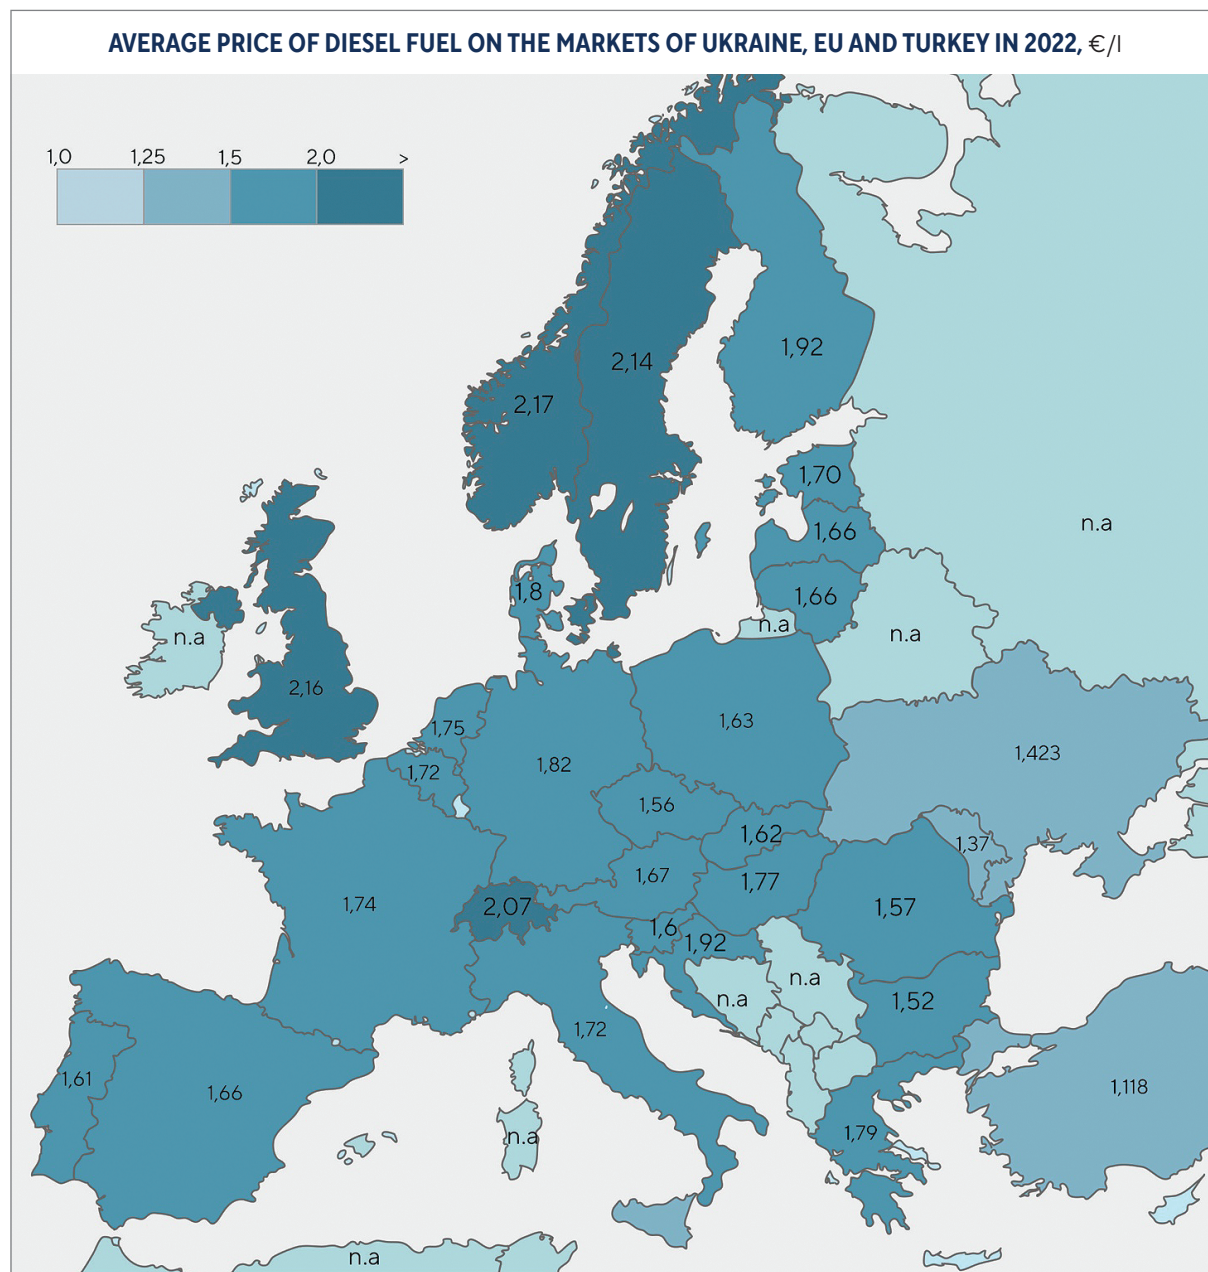 AVERAGE PRICE OF DIESEL FUEL ON THE MARKETS OF UKRAINE, EU AND TURKEY IN 2022, €/l
1,0 1,25 1,5 2,0 >
1,92
2,14
2,17
1,70
n.a
1,66
1,8
1,66
n.a
n.a
n.a
2,16
1,63
1,75
1,423
1,82
1,72
1,56
1,62
1,37
1,67
1,77
1,74
2,07
1,57
1,6
1,92
n.a
n.a
1,52
1,72
1,61
1,118
1,66
1,79
n.a
n.a